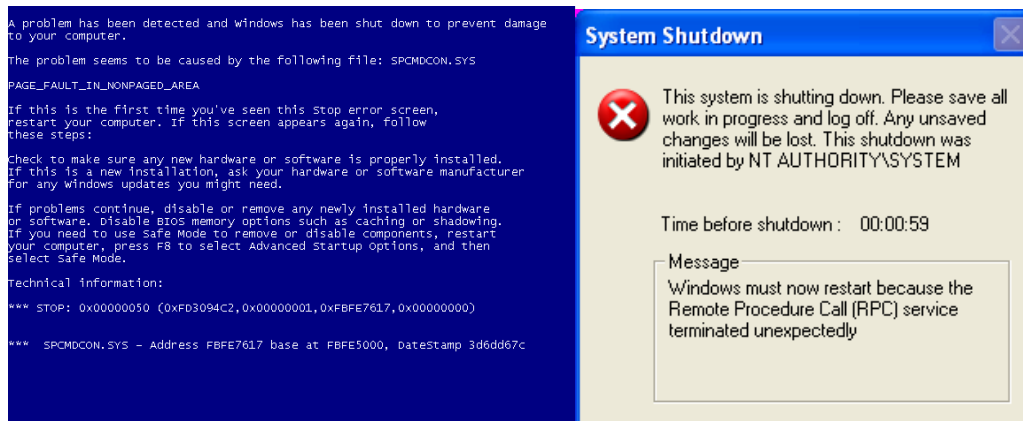 A problem has been detected and Windows has been shut down to prevent damage
to your computer.
The problem seems to be caused by the following file: SPCMDCON.SYS
PAGE_FAULT_IN_NONPAGED_AREA
If this is the first time you've seen this Stop error screen,
restart your computer. If this screen appears again, follow
these steps:
Check to make sure any new hardware or software is properly installed.
If this is a new installation, ask your hardware or software manufacturer
for any Windows updates you might need.
If problems continue, disable or remove any newly installed hardware
or software. Disable BIOS memory options such as caching or shadowing.
If you need to use Safe Mode to remove or disable components, restart
your computer, press F8 to select Advanced Startup Options, and then
select Safe Mode.
Technical information:
*** STOP: 0x00000050 (0xFD3094C2,0x00000001,0xFBFE7617,0x00000000)
*** SPCMDCON.SYS - Address FBFE7617 base at FBFE5000, DateStamp 3d6dd67c
System Shutdown
This system is shutting down. Please save all
work in progress and log off. Any unsaved
changes will be lost. This shutdown was
initiated by NT AUTHORITY\SYSTEM
Time before shutdown : 00:00:59
Message
Windows must now restart because the
Remote Procedure Call (RPC) service
terminated unexpectedly